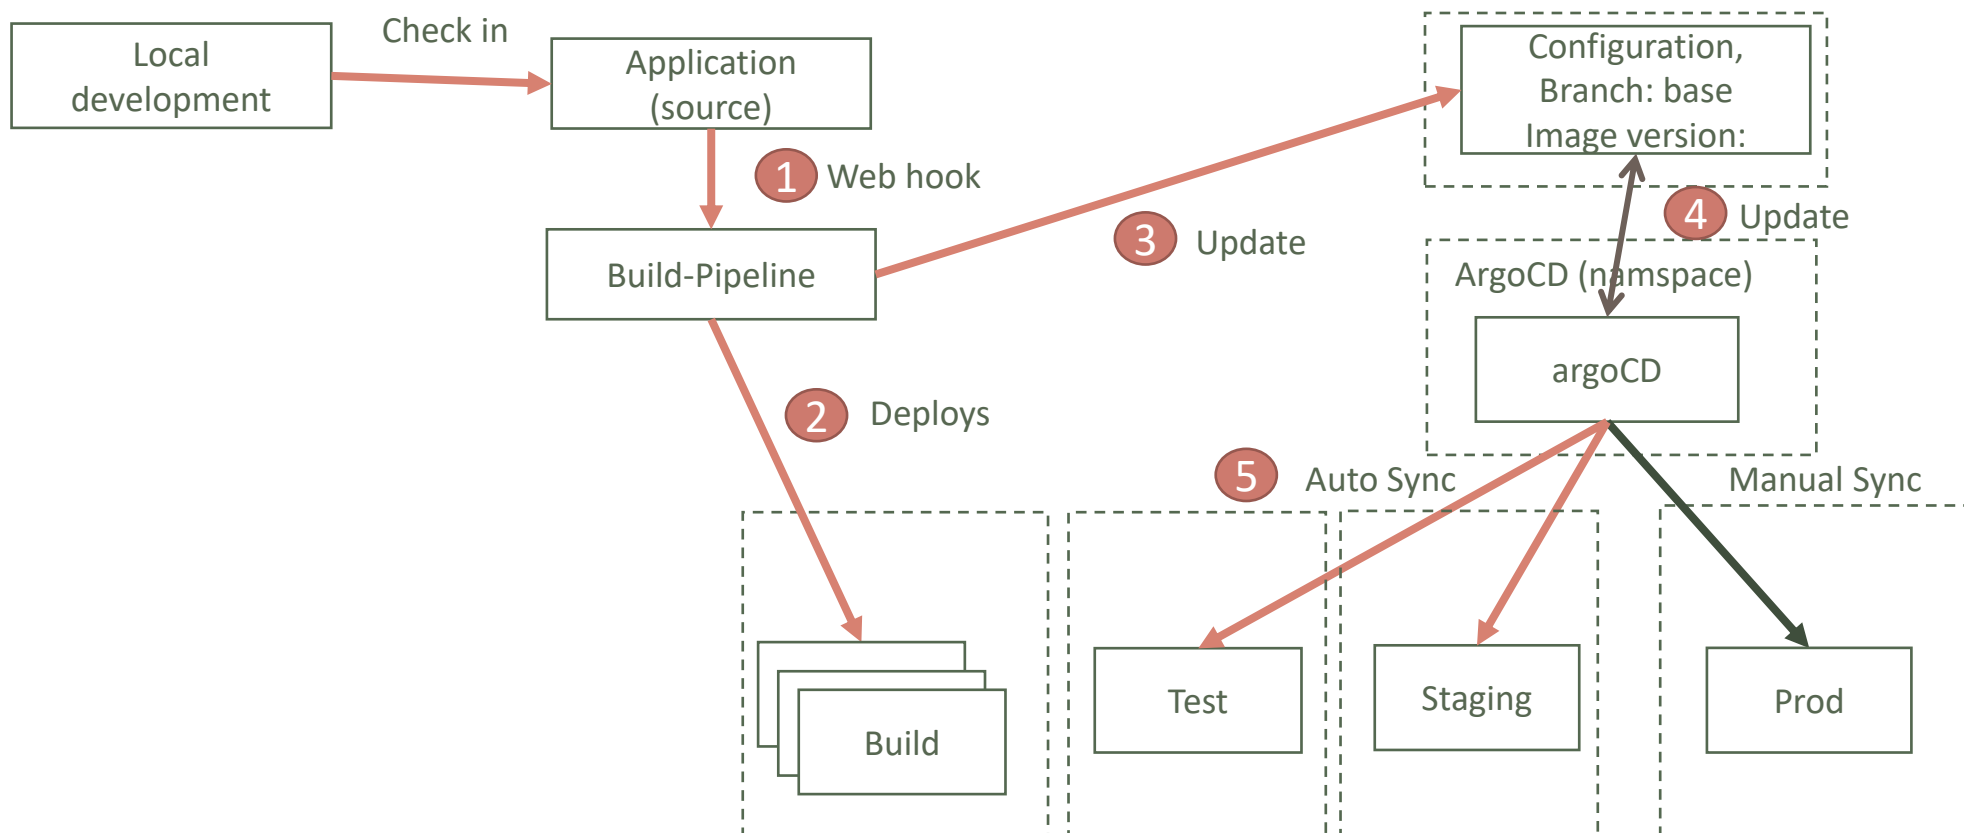 Local
development
Check in
Application
(source)
Configuration,
Branch: base
Image version:
1
Web hook
4
Update
3
Update
Build-Pipeline
ArgoCD (namspace)
argoCD
2
Deploys
5
Auto Sync
Manual Sync
Test
Staging
Prod
Build